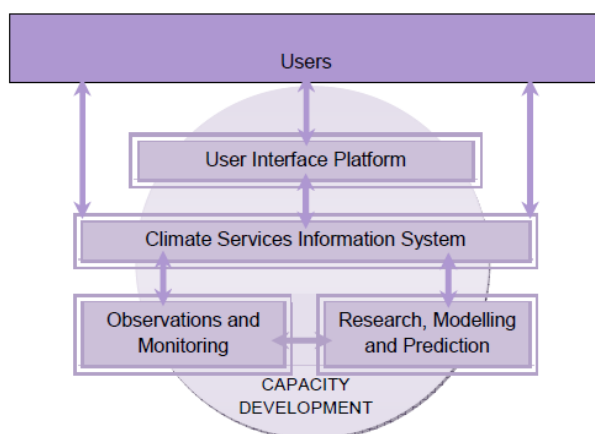 Users
User Interface Platform
Climate Services Information System
Observations and
Monitoring
Research, Modelling
and Prediction
CAPACITY
DEVELOPMENT